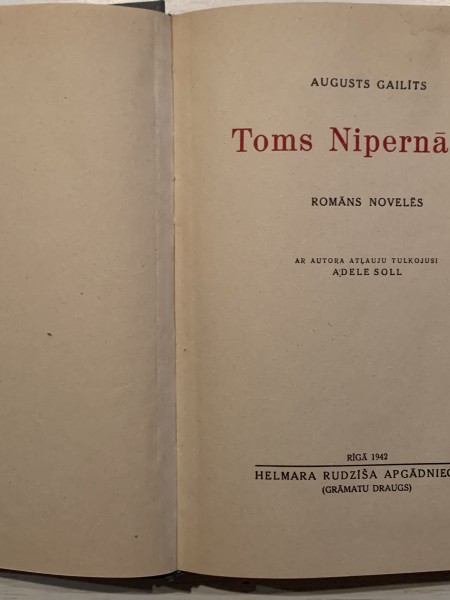 AUGUSTS GAILĪTS
Toms Nipernā
ROMĀNS NOVELĒS
AR AUTORA ATĻAUJU TULKOJUSI
ADELE SOLL
RĪGĀ 1942
HELMARA RUDZĪŠA APGĀDNIEC
(GRĀMATU DRAUGS)